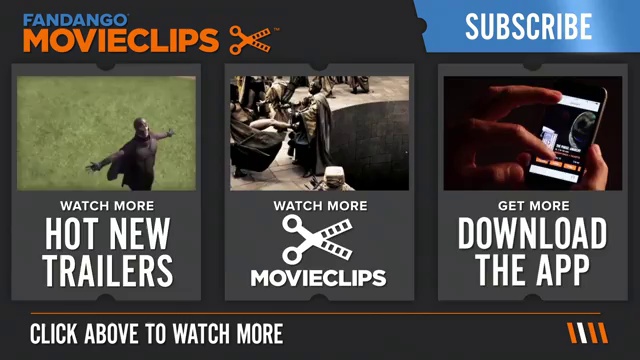 FANDANGO
MOVIECLIPS™
SUBSCRIBE
WATCH MORE
HOT NEW
TRAILERS
WATCH MORE
MOVIECLIPS
GET MORE
DOWNLOAD
THE APP
CLICK ABOVE TO WATCH MORE